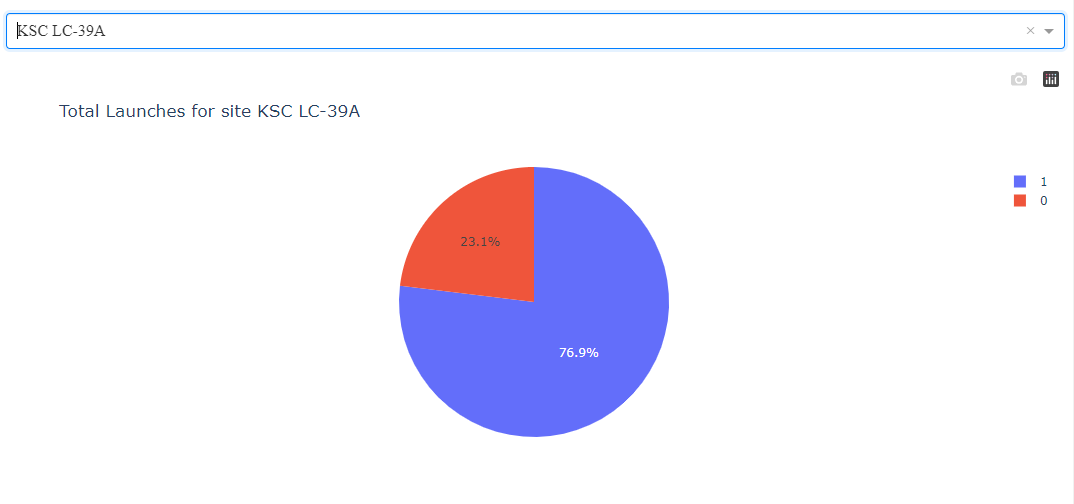 KSC LC-39A
Total Launches for site KSC LC-39A
1
0
23.1%
76.9%